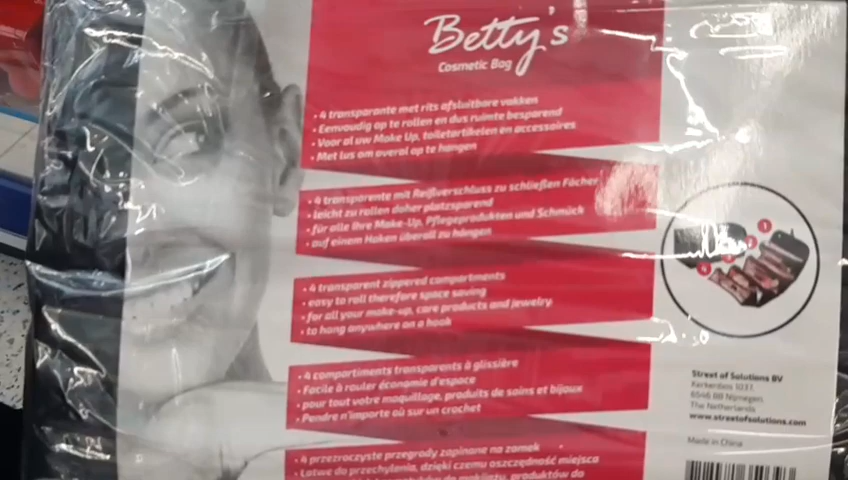 Betty's
Cosmetic Bag
• 4 transparante met rits afsluitbare vakken
• Eenvoudig op te rollen en dus ruimte besparend
• Voor al uw Make Up, toiletartikelen en accessoires
• Met lus om overal op te hangen
• 4 transparente mit Reißverschluss zu schließen Fächer
• leicht zu rollen daher platzsparend
• für alle Ihre Make-Up, Pflegeprodukten und Schmück
• auf einem Haken überall zu hängen
• 4 transparent zippered compartments
• easy to roll therefore space saving
• for all your make-up, care products and jewelry
• to hang anywhere on a hook
• 4 compartiments transparents à glissière
• Facile à rouler économie d'espace
• pour tout votre maquillage, produits de soins et bijoux
• Pendre n'importe où sur un crochet
• 4 przezroczyste przegrody zapinane na zamek
• Łatwe do przechylenia, dzięki czemu oszczędność miejsca
makijażu, produktów do
1
2
3
4
Street of Solutions BV
Kerkenbos 1037,
6546 BB Nijmegen,
The Netherlands
www.streetofsolutions.com
Made in China